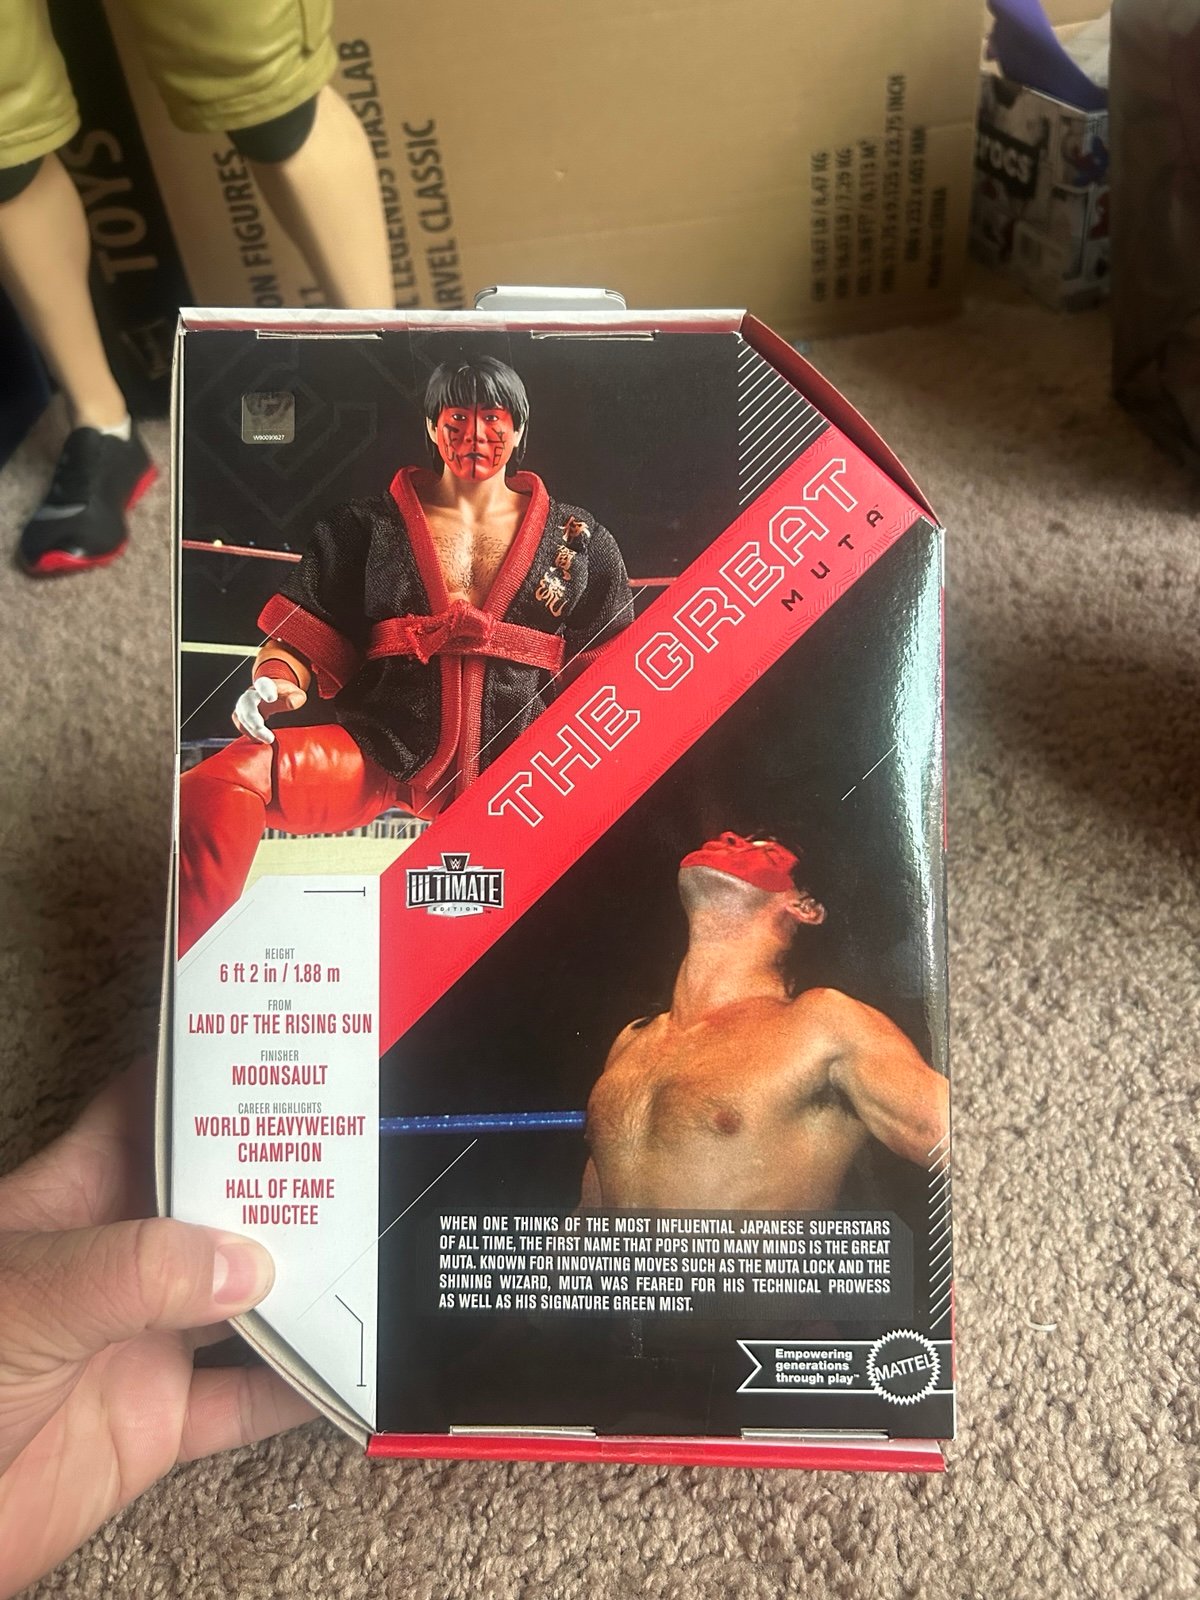 TOYS
ON FIGURES
LEGENDS HASLAB
ARVEL CLASSIC
rocs
THE GREAT
MUTA
W
ULTIMATE
EDITION
HEIGHT
6 ft 2 in / 1.88 m
FROM
LAND OF THE RISING SUN
FINISHER
MOONSAULT
CAREER HIGHLIGHTS
WORLD HEAVYWEIGHT
CHAMPION
HALL OF FAME
INDUCTEE
WHEN ONE THINKS OF THE MOST INFLUENTIAL JAPANESE SUPERSTARS
OF ALL TIME, THE FIRST NAME THAT POPS INTO MANY MINDS IS THE GREAT
MUTA. KNOWN FOR INNOVATING MOVES SUCH AS THE MUTA LOCK AND THE
SHINING WIZARD, MUTA WAS FEARED FOR HIS TECHNICAL PROWESS
AS WELL AS HIS SIGNATURE GREEN MIST.
Empowering
generations
through play™
MATTEL